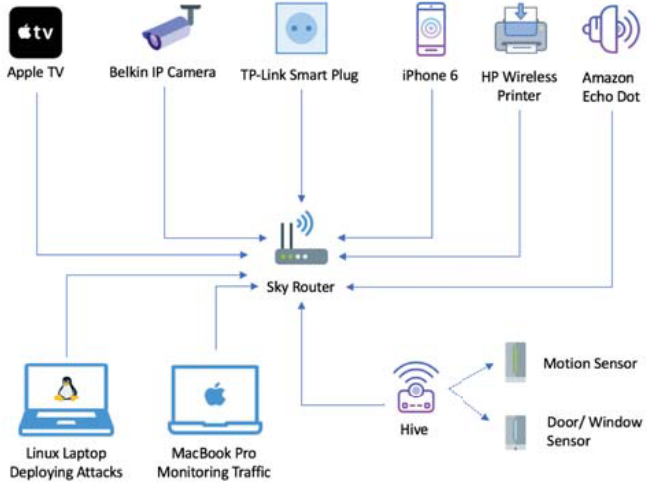 tv
Apple TV
Belkin IP Camera
TP-Link Smart Plug
iPhone 6
HP Wireless
Printer
Amazon
Echo Dot
Sky Router
Linux Laptop
Deploying Attacks
MacBook Pro
Monitoring Traffic
Hive
Motion Sensor
Door/ Window
Sensor